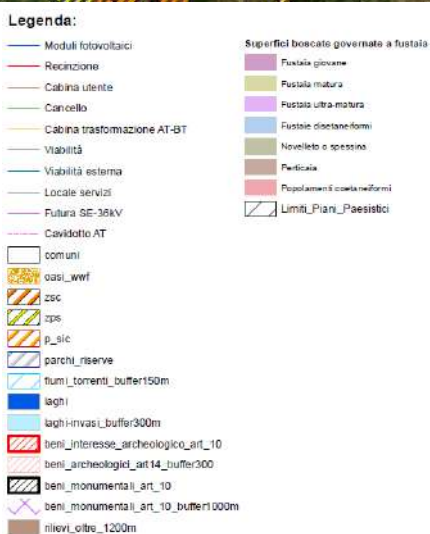 Legenda:
Moduli fotovoltaici
Recinzione
Cabina utente
Cancello
Cabina trasformazione AT-BT
Viabilità
Viabilità esterna
Locale servizi
Futura SE-36kV
Cavidotto AT
comuni
oasi_wwf
zsc
zps
p_sic
parchi_riserve
fiumi_torrenti_buffer150m
laghi
laghi-invasi_buffer300m
beni_interesse_archeologico_art_10
beni_archeologici_art14_buffer300
beni_monumentali_art_10
beni_monumentali_art_10_buffer1000m
rilievi_oltre_1200m
Superfici boscate governate a fustaia
Fustaia giovane
Fustaia matura
Fustaia ultra-matura
Fustaie disetaneiformi
Novelleto o spessina
Perticaia
Popolamenti coetaneiformi
Limiti_Piani_Paesistici